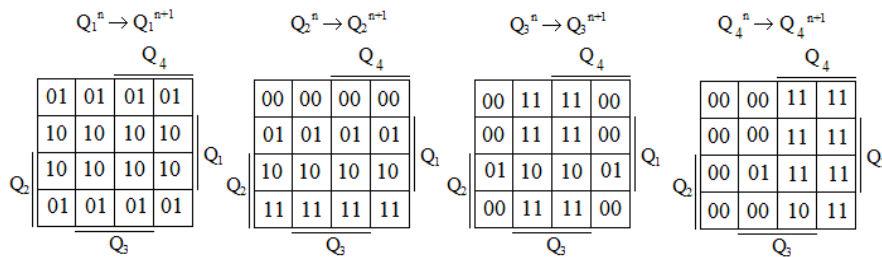 Q₁ⁿ → Q₁ⁿ⁺¹ Q₂ⁿ → Q₂ⁿ⁺¹ Q₃ⁿ → Q₃ⁿ⁺¹ Q₄ⁿ → Q₄ⁿ⁺¹
Q₄ Q₄ Q₄ Q₄
01 01 01 01 00 00 00 00 00 11 11 00 00 00 11 11
10 10 10 10 01 01 01 01 00 11 11 00 00 00 11 11
Q₁ Q₁ Q₁ Q
Q₂ 10 10 10 10 Q₂ 10 10 10 10 Q₂ 01 10 10 01 Q₂ 00 01 11 11
01 01 01 01 11 11 11 11 00 11 11 00 00 00 10 11
Q₃ Q₃ Q₃ Q₃